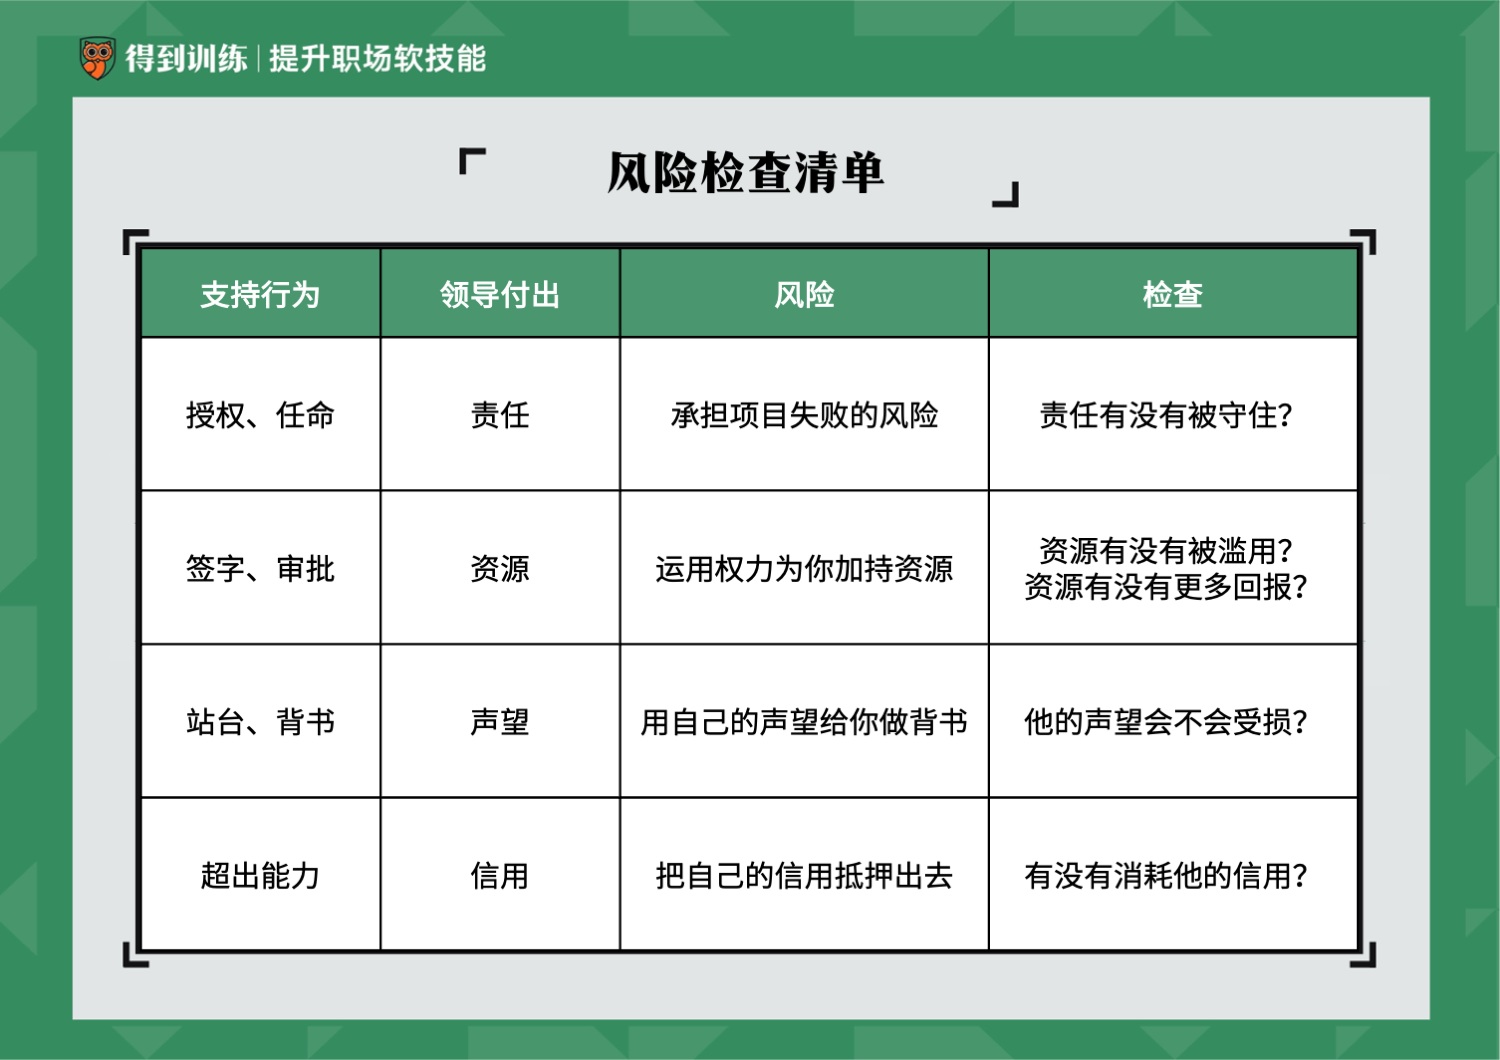 得到训练|提升职场软技能
风险检查清单
支持行为 领导付出 风险 检查
授权、任命 责任 承担项目失败的风险 责任有没有被守住？
签字、审批 资源 运用权力为你加持资源 资源有没有被滥用？
资源有没有更多回报？
站台、背书 声望 用自己的声望给你做背书 他的声望会不会受损？
超出能力 信用 把自己的信用抵押出去 有没有消耗他的信用？